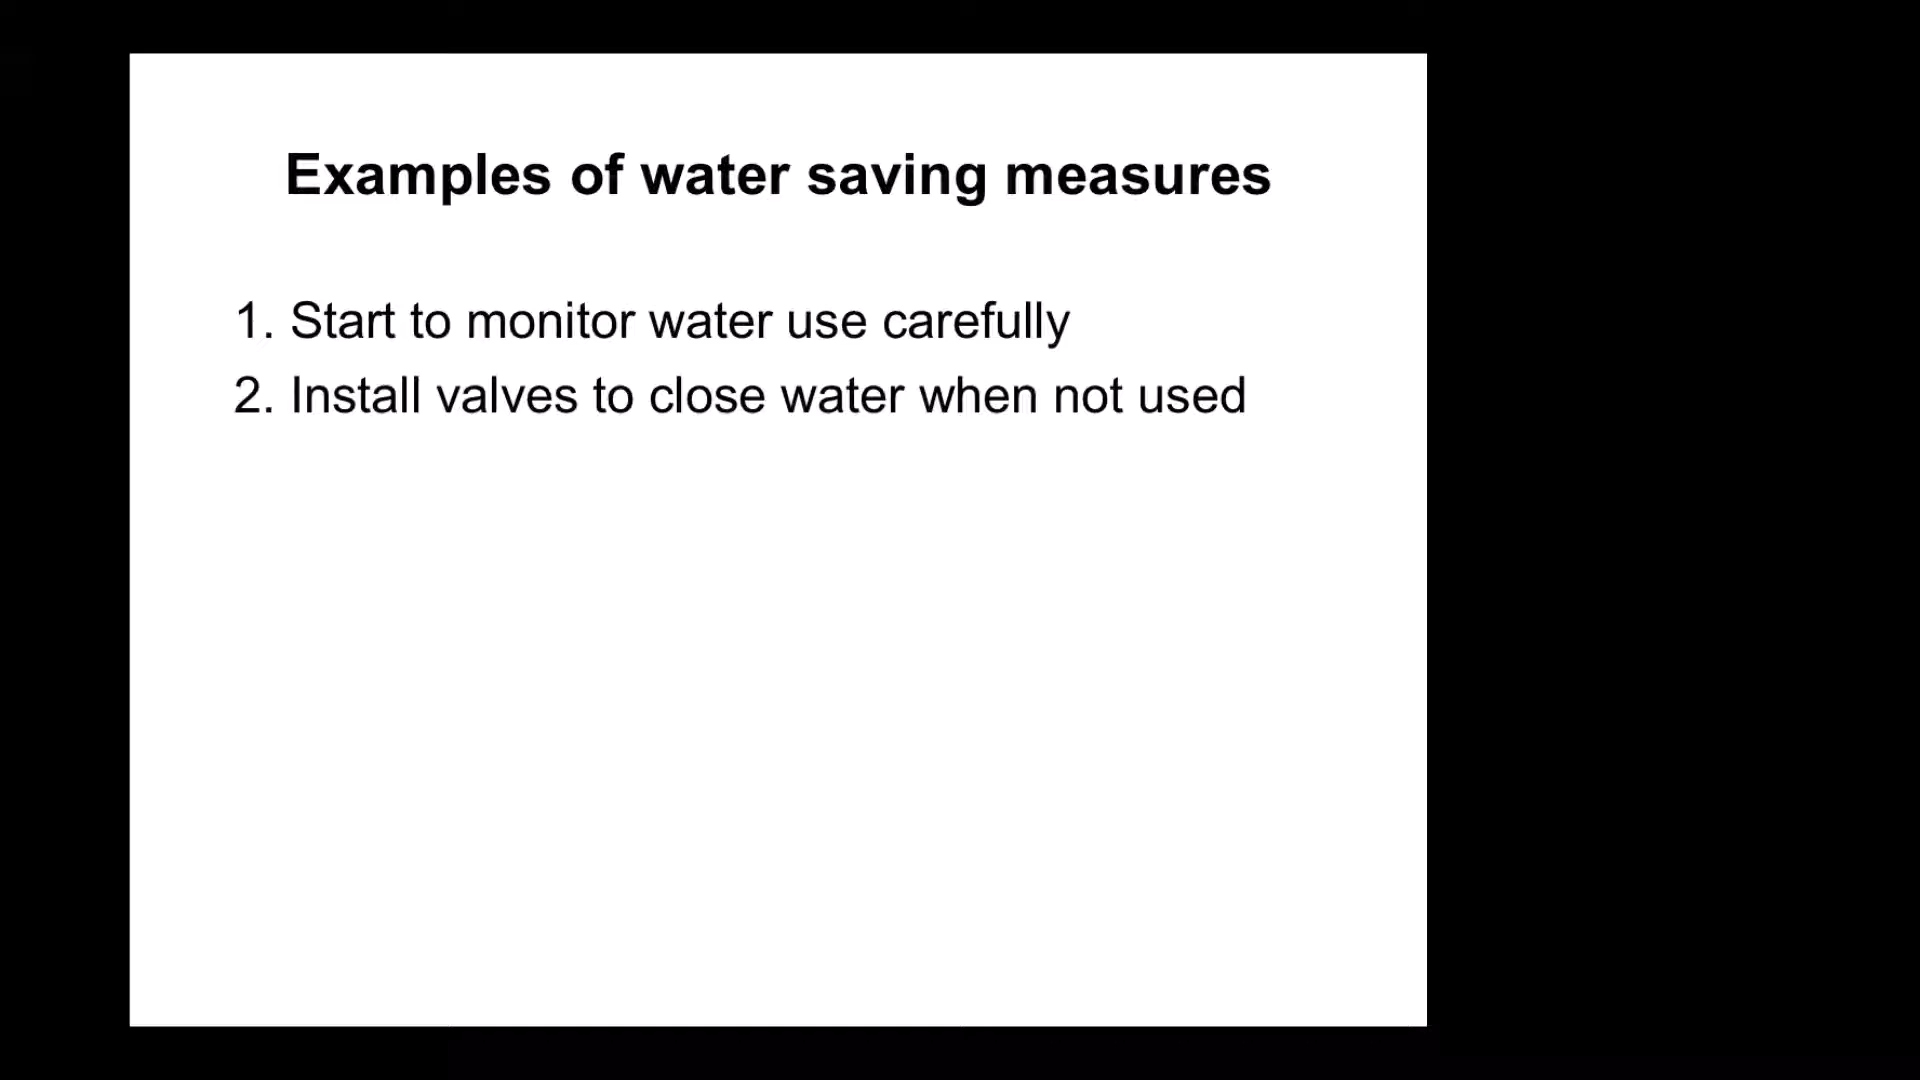 Examples of water saving measures
1. Start to monitor water use carefully
2. Install valves to close water when not used